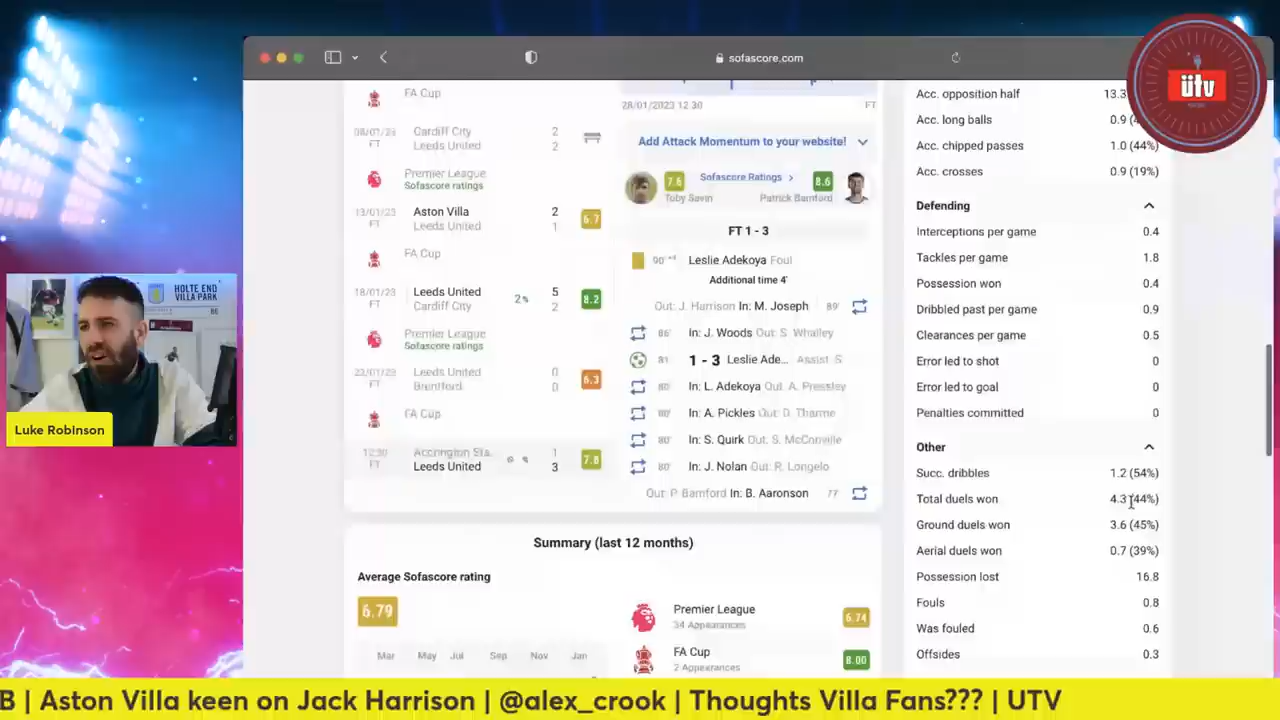 sofascore.com
ütv
HOLTE END
VILLA PARK
Luke Robinson
FA Cup
08/01/23 Cardiff City 2
FT Leeds United 2
Premier League
Sofascore ratings
13/01/23 Aston Villa 2 6.7
FT Leeds United 1
FA Cup
18/01/23 Leeds United 2 5 8.2
FT Cardiff City 2
Premier League
Sofascore ratings
22/01/23 Leeds United 0 6.3
FT Brentford 0
FA Cup
12:30 Accrington Sta.. 1 7.8
FT Leeds United 3
28/01/2023 12:30 FT
Add Attack Momentum to your website!
7.6 Sofascore Ratings > 8.6
Toby Savin Patrick Bamford
FT 1 - 3
90+4 Leslie Adekoya Foul
Additional time 4'
Out: J. Harrison In: M. Joseph 89'
86' In: J. Woods Out: S. Whalley
81' 1 - 3 Leslie Ade... Assist S
80' In: L. Adekoya Out: A. Pressley
80' In: A. Pickles Out: D. Tharme
80' In: S. Quirk Out: S. McConville
80' In: J. Nolan Out: R. Longelo
Out: P. Bamford In: B. Aaronson 77'
Summary (last 12 months)
Average Sofascore rating
6.79
Mar May Jul Sep Nov Jan
Premier League 6.74
34 Appearances
FA Cup 8.00
2 Appearances
Acc. opposition half 13.3
Acc. long balls 0.9
Acc. chipped passes 1.0 (44%)
Acc. crosses 0.9 (19%)
Defending
Interceptions per game 0.4
Tackles per game 1.8
Possession won 0.4
Dribbled past per game 0.9
Clearances per game 0.5
Error led to shot 0
Error led to goal 0
Penalties committed 0
Other
Succ. dribbles 1.2 (54%)
Total duels won 4.3 (44%)
Ground duels won 3.6 (45%)
Aerial duels won 0.7 (39%)
Possession lost 16.8
Fouls 0.8
Was fouled 0.6
Offsides 0.3
B | Aston Villa keen on Jack Harrison | @alex_crook | Thoughts Villa Fans??? | UTV